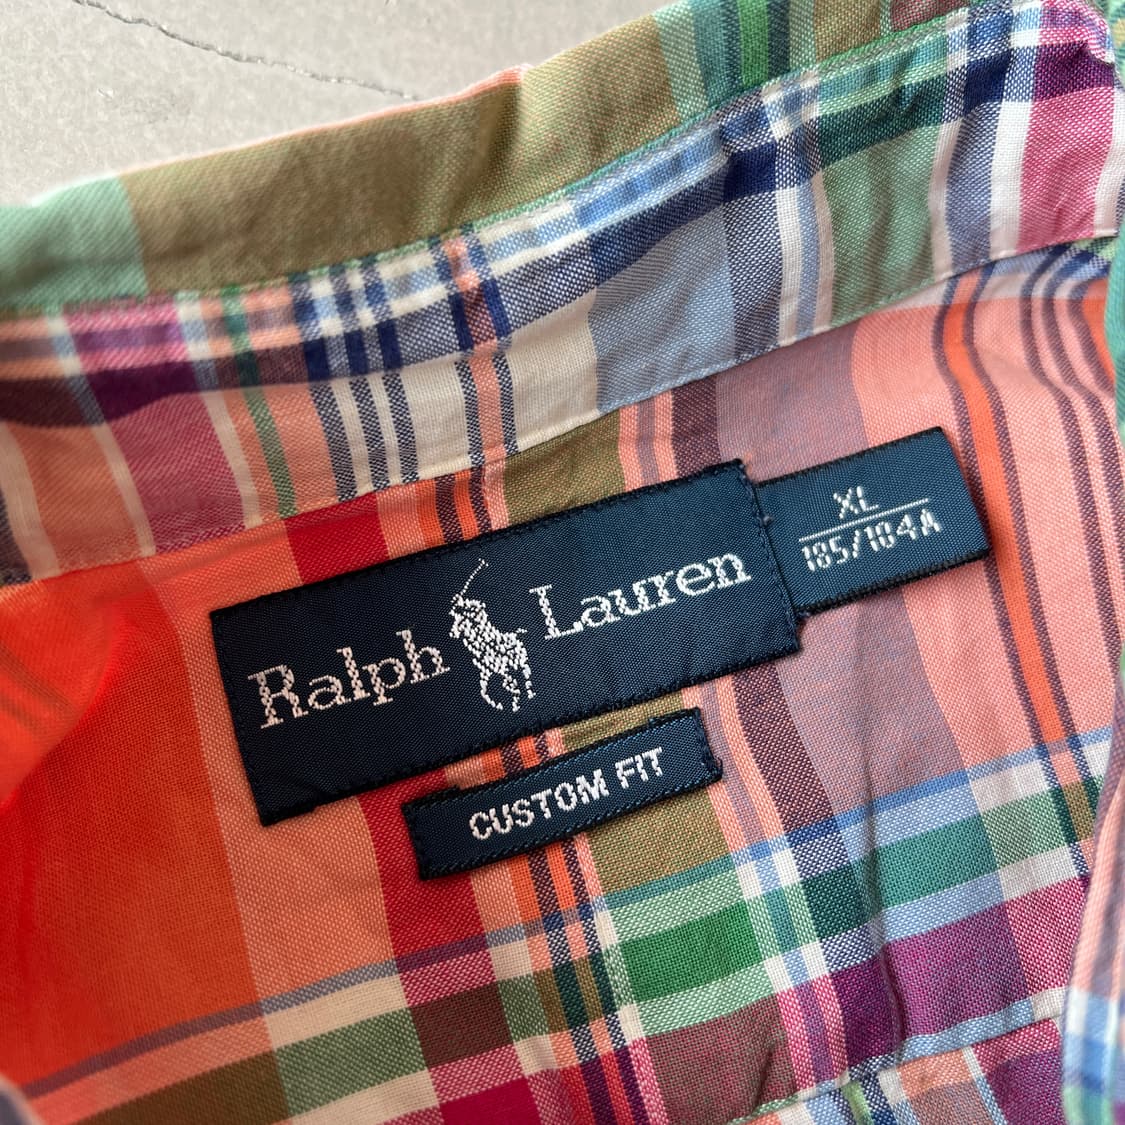 Ralph Lauren
XL
185/104A
CUSTOM FIT